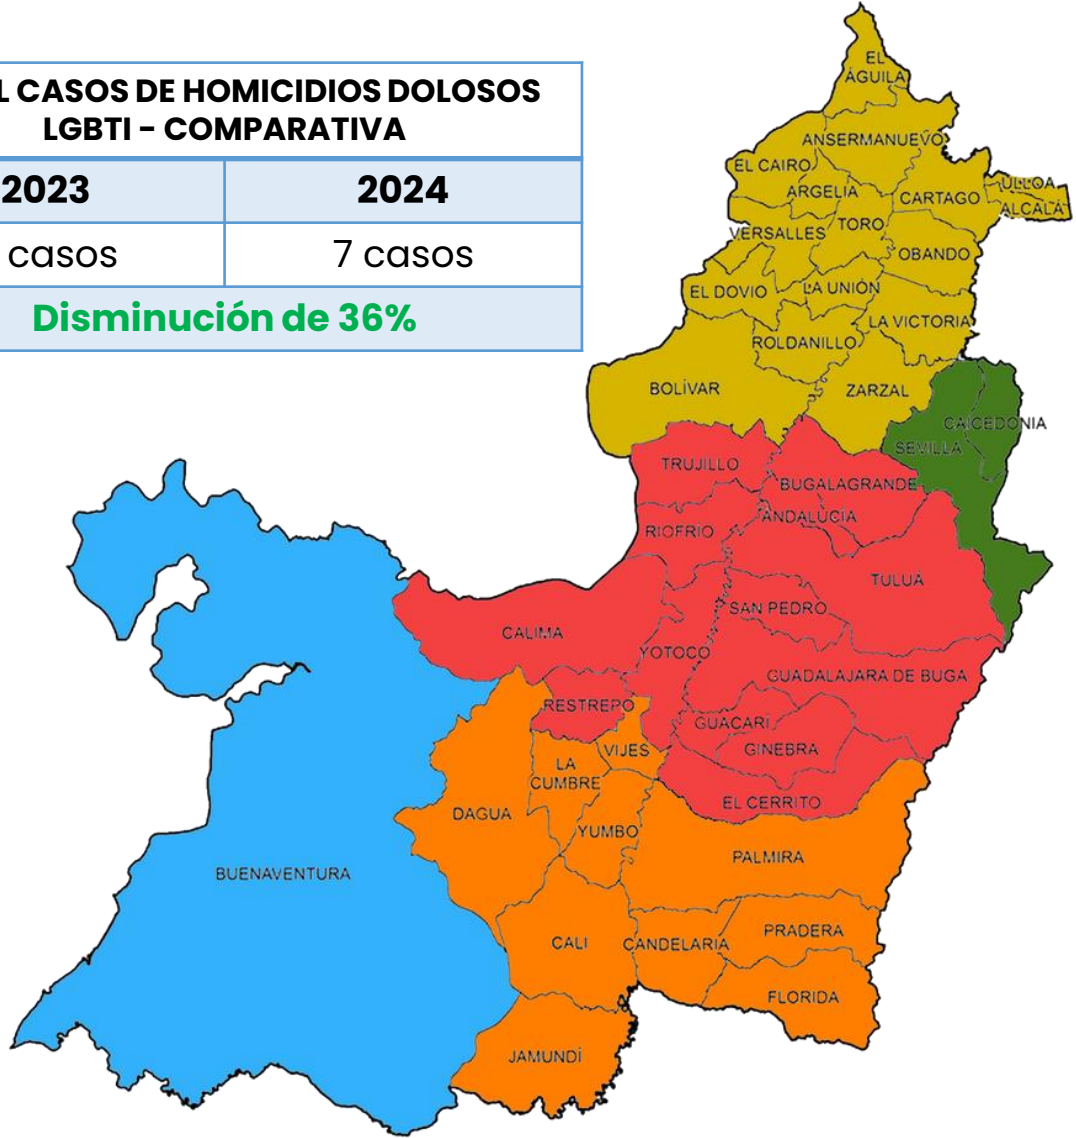 L CASOS DE HOMICIDIOS DOLOSOS
LGBTI - COMPARATIVA
2023
2024
casos
7 casos
Disminución de 36%
EL
ÁGUILA
ANSERMANUEVO
EL CAIRO
ARGELIA
CARTAGO
ULLOA
ALCALÁ
VERSALLES
TORO
OBANDO
EL DOVIO
LA UNIÓN
LA VICTORIA
ROLDANILLO
BOLÍVAR
ZARZAL
CAICEDONIA
SEVILLA
TRUJILLO
BUGALAGRANDE
RIOFRÍO
ANDALUCÍA
TULUÁ
SAN PEDRO
CALIMA
YOTOCO
GUADALAJARA DE BUGA
RESTREPO
GUACARI
GINEBRA
VIJES
LA
CUMBRE
EL CERRITO
DAGUA
YUMBO
PALMIRA
BUENAVENTURA
CALI
CANDELARIA
PRADERA
FLORIDA
JAMUNDÍ